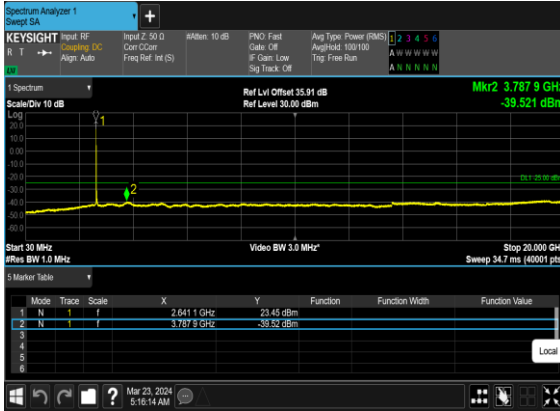 Spectrum Analyzer 1
Swept SA
+
KEYSIGHT Input: RF Input Z: 50 Ω #Atten: 10 dB PNO: Fast Avg Type: Power (RMS) 1 2 3 4 5 6
R T Coupling: DC Corr CCorr Gate: Off Avg|Hold: 100/100 A W W W W W
Align: Auto Freq Ref: Int (S) IF Gain: Low Trig: Free Run
Sig Track: Off A N N N N N
1 Spectrum
Scale/Div 10 dB
Ref Lvl Offset 35.91 dB
Ref Level 30.00 dBm
Mkr2 3.787 9 GHz
-39.521 dBm
Log
20.0
10.0
0.00
-10.0
-20.0
-30.0
-40.0
-50.0
-60.0
1
2
DL1 -25.00 dBm
Start 30 MHz Video BW 3.0 MHz* Stop 20.000 GH
#Res BW 1.0 MHz Sweep 34.7 ms (40001 pts
5 Marker Table
Mode Trace Scale X Y Function Function Width Function Value
1 N 1 f 2.641 1 GHz 23.45 dBm
2 N 1 f 3.787 9 GHz -39.52 dBm
3
4
5
6
Local
?
Mar 23, 2024
5:16:14 AM